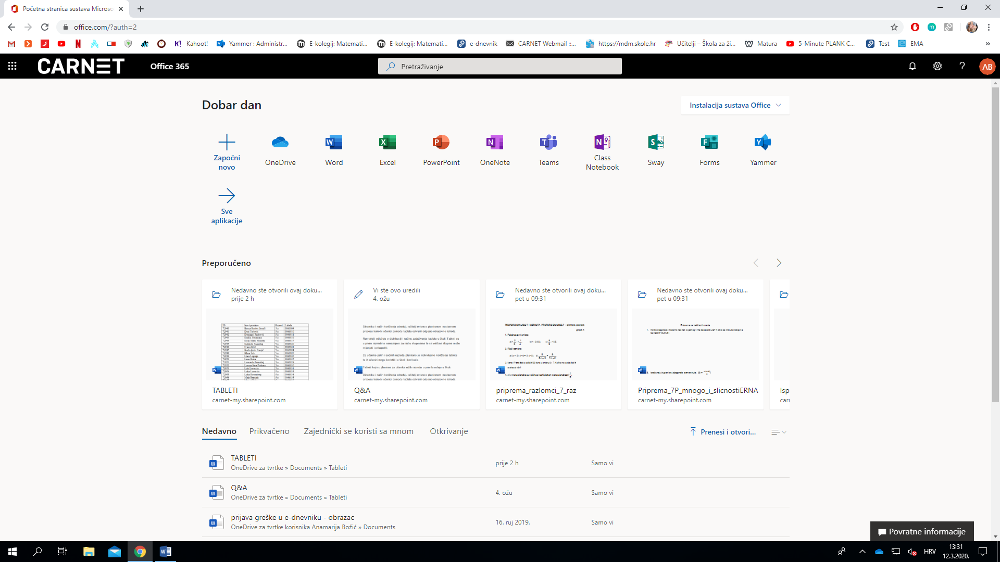 Početna stranica sustava Microso
office.com/?auth=2
Kahoot!
Yammer : Administr...
E-kolegij: Matemati...
E-kolegij: Matemati...
e-dnevnik
CARNET Webmail ::...
https://mdm.skole.hr
Učitelji – Škola za ži...
Matura
5-Minute PLANK C...
Test
EMA
»
CARNET
Office 365
Pretraživanje
AB
Dobar dan
Instalacija sustava Office
Započni
novo
OneDrive
Word
Excel
PowerPoint
OneNote
Teams
Class
Notebook
Sway
Forms
Yammer
Sve
aplikacije
Preporučeno
Nedavno ste otvorili ovaj doku...
prije 2 h
Vi ste ovo uredili
4. ožu
Nedavno ste otvorili ovaj doku...
pet u 09:31
Nedavno ste otvorili ovaj doku...
pet u 09:31
TABLETI
carnet-my.sharepoint.com
Q&A
carnet-my.sharepoint.com
priprema_razlomci_7_raz
carnet-my.sharepoint.com
Priprema_7P_mnogo_i_slicnostiERNA
carnet-my.sharepoint.com
Isp
carn
Nedavno
Prikvačeno
Zajednički se koristi sa mnom
Otkrivanje
Prenesi i otvori...
TABLETI
OneDrive za tvrtke » Documents » Tableti
prije 2 h
Samo vi
Q&A
OneDrive za tvrtke » Documents » Tableti
4. ožu
Samo vi
prijava greške u e-dnevniku - obrazac
OneDrive za tvrtke korisnika Anamarija Božić » Documents
16. ruj 2019.
Samo vi
Povratne informacije
HRV
13:31
12.3.2020.